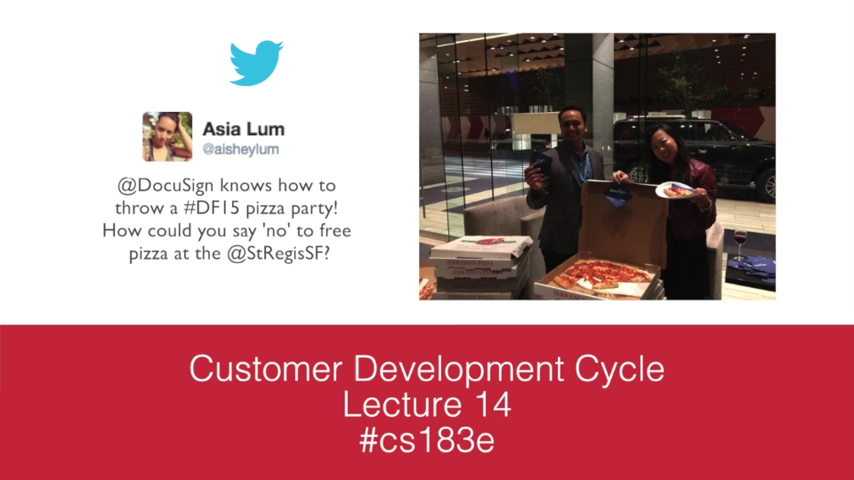 Asia Lum
@aisheylum
@DocuSign knows how to
throw a #DF15 pizza party!
How could you say 'no' to free
pizza at the @StRegisSF?
Customer Development Cycle
Lecture 14
#cs183e